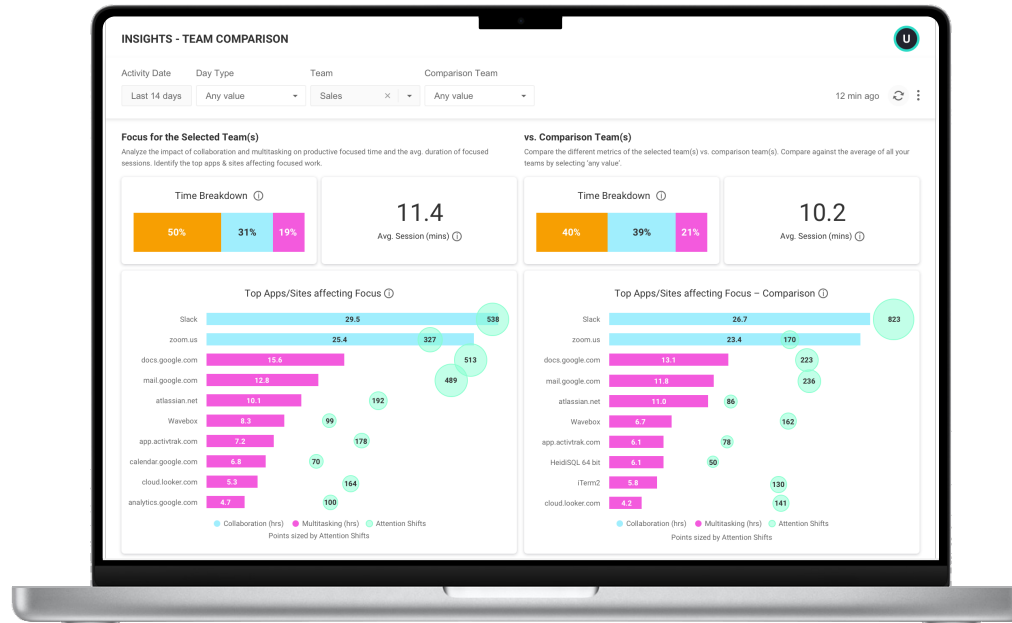 INSIGHTS - TEAM COMPARISON
U
Activity Date
Day Type
Team
Comparison Team
Last 14 days
Any value
Sales
Any value
12 min ago
Focus for the Selected Team(s)
Analyze the impact of collaboration and multitasking on productive focused time and the avg. duration of focused
sessions. Identify the top apps & sites affecting focused work.
vs. Comparison Team(s)
Compare the different metrics of the selected team(s) vs. comparison team(s). Compare against the average of all your
teams by selecting 'any value'.
Time Breakdown
50% 31% 19%
11.4
Avg. Session (mins)
Time Breakdown
40% 39% 21%
10.2
Avg. Session (mins)
Top Apps/Sites affecting Focus
Slack 29.5 538
zoom.us 25.4 327
docs.google.com 15.6 513
mail.google.com 12.8 489
atlassian.net 10.1 192
Wavebox 8.3 99
app.activtrak.com 7.2 178
calendar.google.com 6.8 70
cloud.looker.com 5.3 164
analytics.google.com 4.7 100
Collaboration (hrs) Multitasking (hrs) Attention Shifts
Points sized by Attention Shifts
Top Apps/Sites affecting Focus – Comparison
Slack 26.7 823
zoom.us 23.4 170
docs.google.com 13.1 223
mail.google.com 11.8 236
atlassian.net 11.0 86
Wavebox 6.7 162
app.activtrak.com 6.1 78
HeidiSQL 64 bit 6.1 50
iTerm2 5.8 130
cloud.looker.com 4.2 141
Collaboration (hrs) Multitasking (hrs) Attention Shifts
Points sized by Attention Shifts